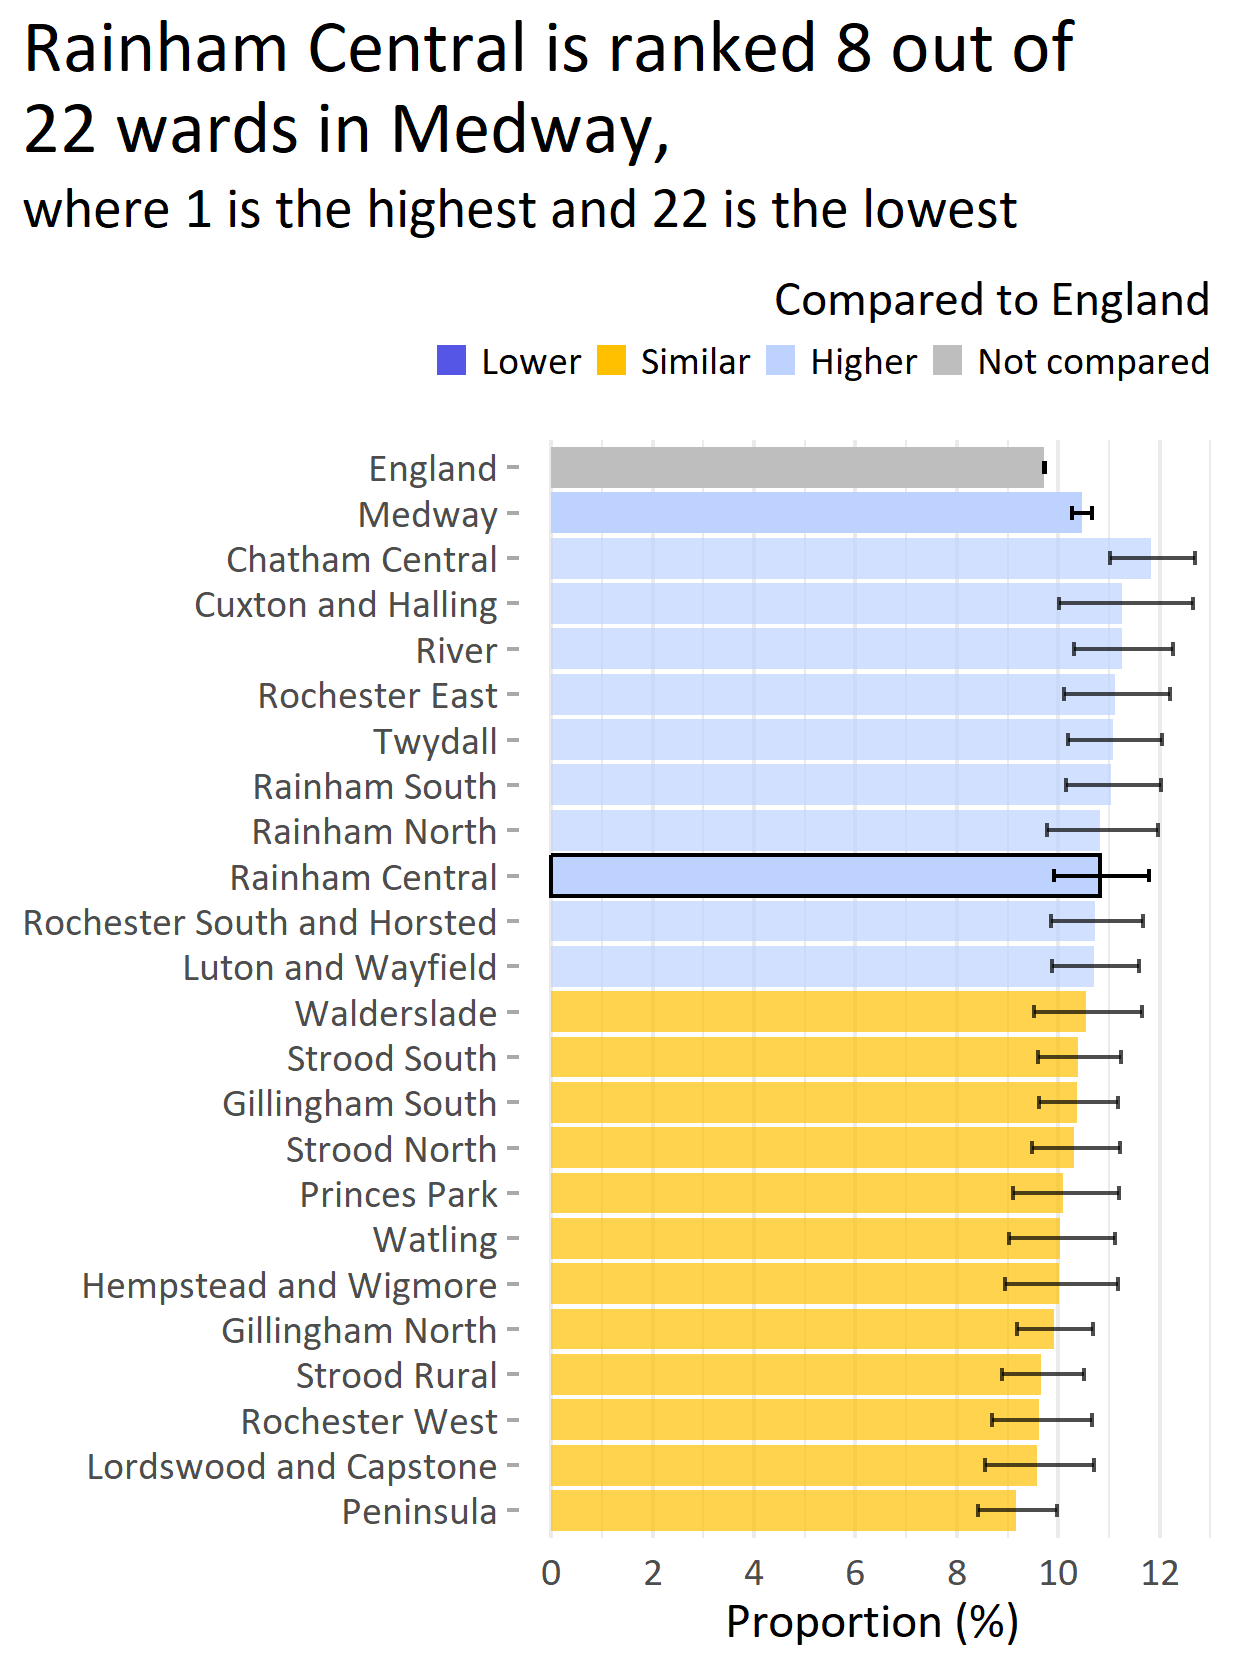 Rainham Central is ranked 8 out of
22 wards in Medway,
where 1 is the highest and 22 is the lowest
Compared to England
Lower Similar Higher Not compared
England
Medway
Chatham Central
Cuxton and Halling
River
Rochester East
Twydall
Rainham South
Rainham North
Rainham Central
Rochester South and Horsted
Luton and Wayfield
Walderslade
Strood South
Gillingham South
Strood North
Princes Park
Watling
Hempstead and Wigmore
Gillingham North
Strood Rural
Rochester West
Lordswood and Capstone
Peninsula
0 2 4 6 8 10 12
Proportion (%)